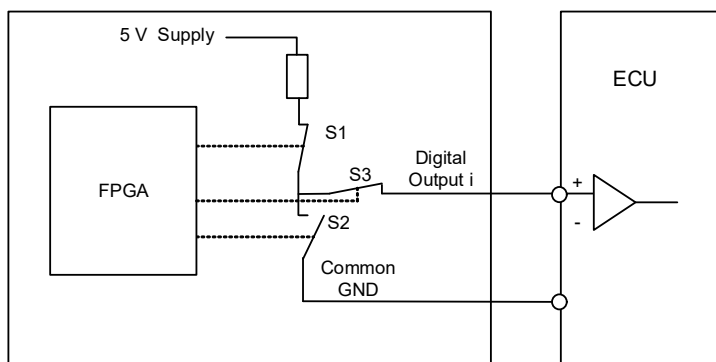 5 V Supply
ECU
S1
Digital
Output i
S3
FPGA
+
-
S2
Common
GND